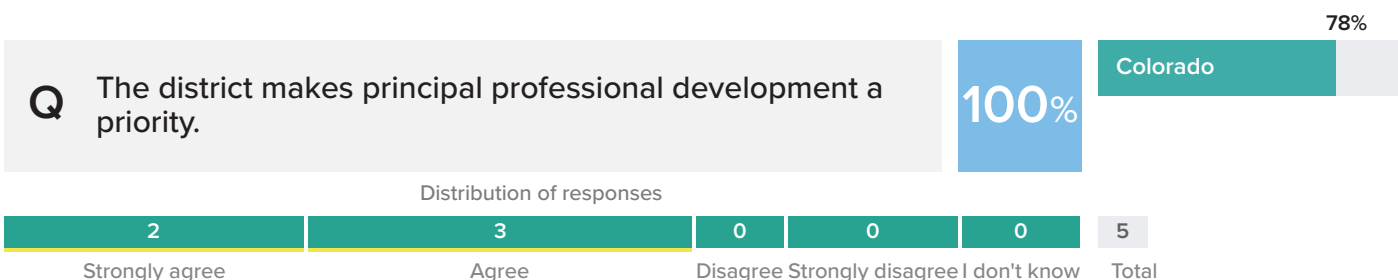 78%
Q
The district makes principal professional development a
priority.
100%
Colorado
Distribution of responses
2 3 0 0 0 5
Strongly agree Agree Disagree Strongly disagree I don't know Total